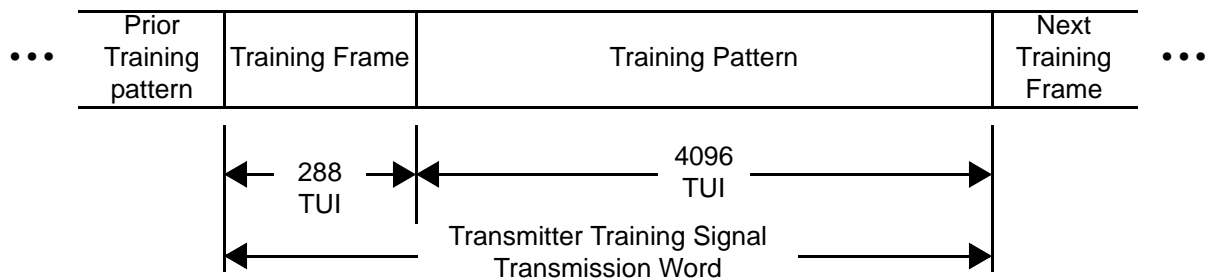 Prior
Training
pattern
Training Frame
Training Pattern
Next
Training
Frame
288
TUI
4096
TUI
Transmitter Training Signal
Transmission Word